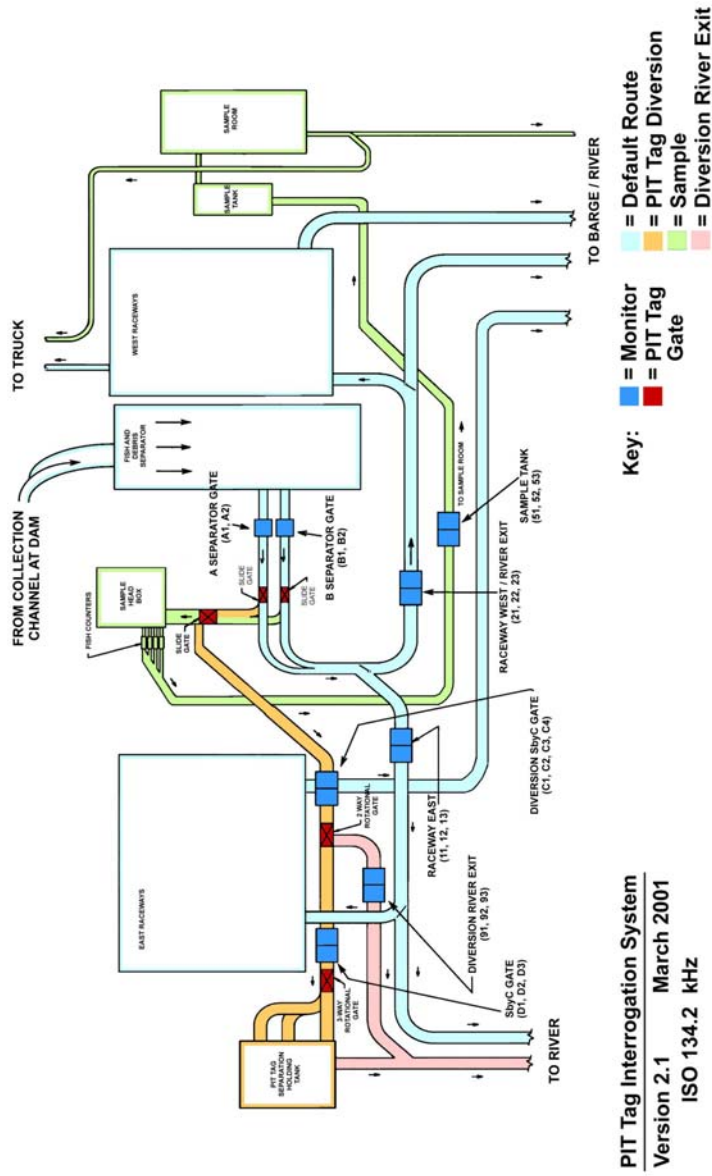 FROM COLLECTION
CHANNEL AT DAM
TO TRUCK
FISH COUNTERS
SAMPLE
HEAD
BOX
FISH AND
DEBRIS
SEPARATOR
WEST RACEWAYS
SAMPLE
TANK
SAMPLE
ROOM
EAST RACEWAYS
SLIDE
GATE
SLIDE
GATE
SLIDE
GATE
A SEPARATOR GATE
(A1, A2)
B SEPARATOR GATE
(B1, B2)
PIT TAG
SEPARATION
HOLDING
TANK
3-WAY
ROTATIONAL
GATE
2 WAY
ROTATIONAL
GATE
TO SAMPLE ROOM
SbyC GATE
(D1, D2, D3)
DIVERSION RIVER EXIT
(91, 92, 93)
RACEWAY EAST
(11, 12, 13)
DIVERSION SbyC GATE
(C1, C2, C3, C4)
RACEWAY WEST / RIVER EXIT
(21, 22, 23)
SAMPLE TANK
(51, 52, 53)
TO RIVER
TO BARGE / RIVER
PIT Tag Interrogation System
Version 2.1 March 2001
ISO 134.2 kHz
Key:
= Monitor
= PIT Tag
Gate
= Default Route
= PIT Tag Diversion
= Sample
= Diversion River Exit